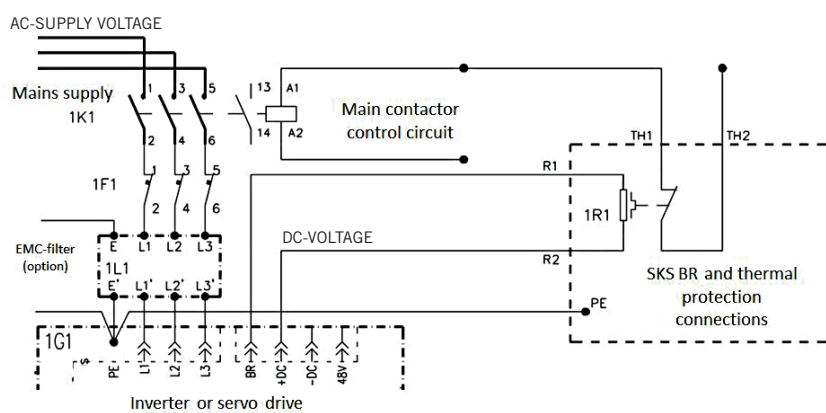 AC-SUPPLY VOLTAGE
Mains supply
1K1
1 3 5
2 4 6
13 A1
14 A2
Main contactor
control circuit
TH1 TH2
1F1
1 3 5
2 4 6
R1
1R1
DC-VOLTAGE
R2
EMC-filter
(option)
E L1 L2 L3
1L1
E' L1' L2' L3'
SKS BR and thermal
protection
connections
PE
1G1
PE L1 L2 L3 BR +DC -DC 48V
Inverter or servo drive